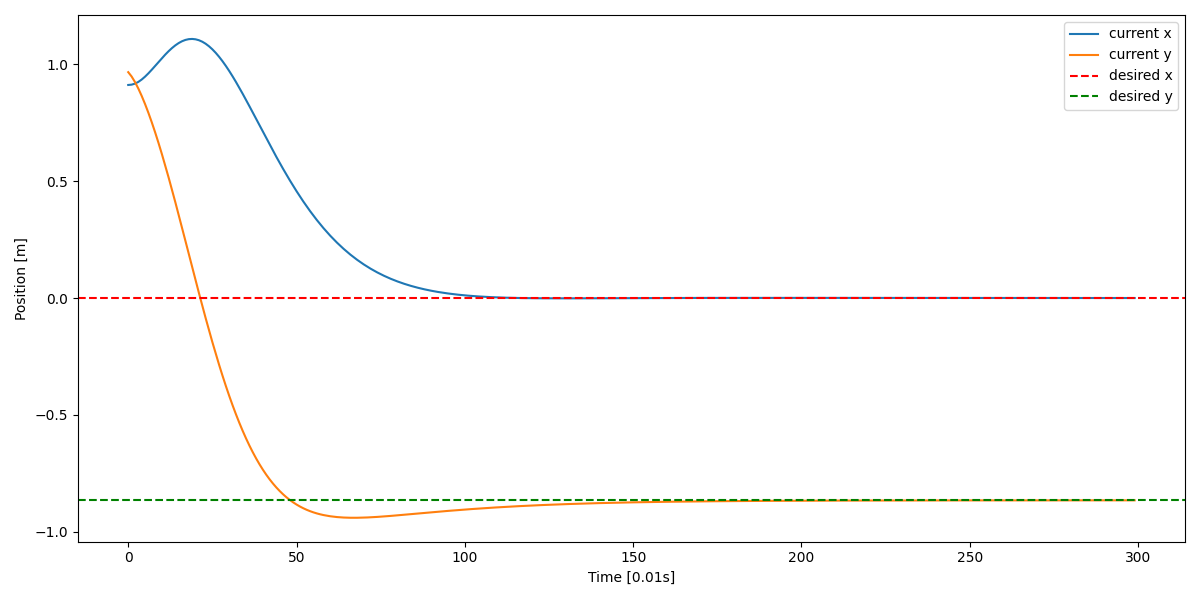 current x
current y
desired x
desired y
1.0
0.5
0.0
−0.5
−1.0
Position [m]
0 50 100 150 200 250 300
Time [0.01s]